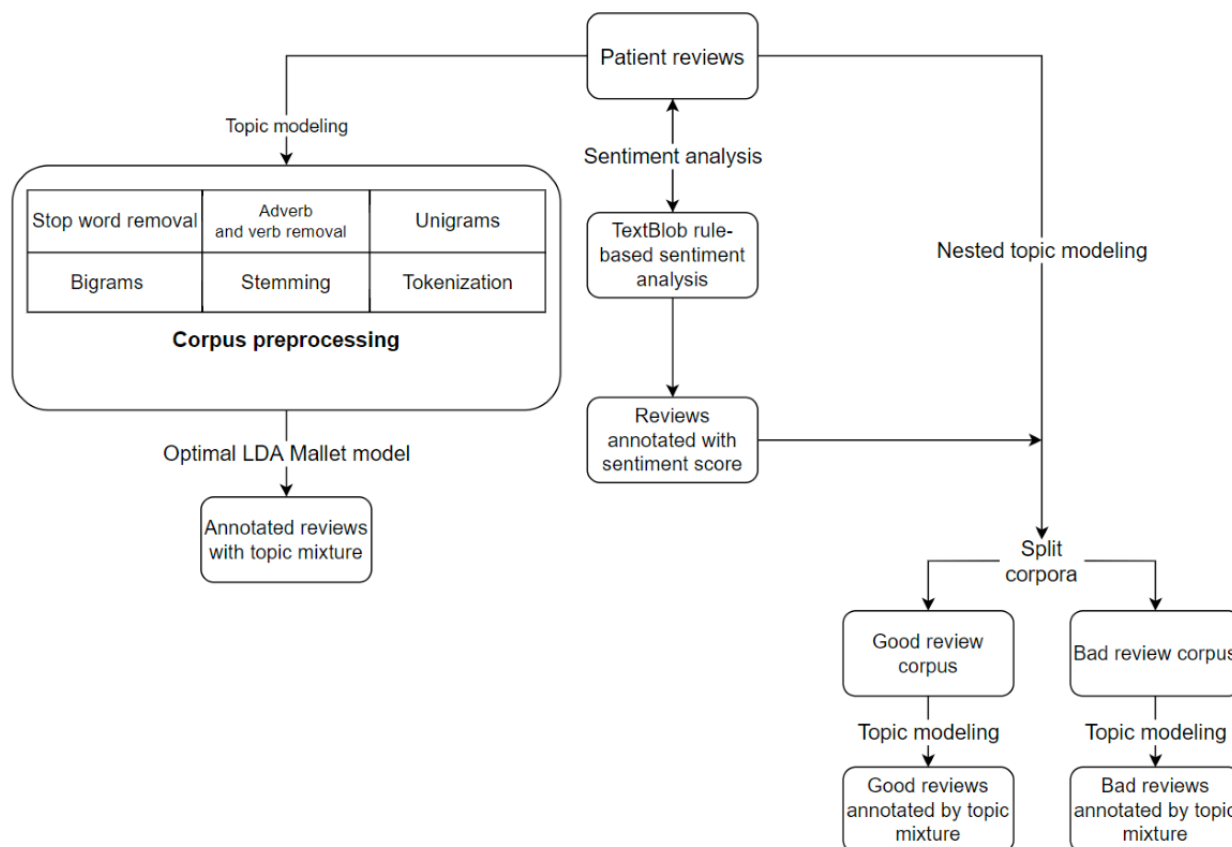 Patient reviews
Topic modeling
Sentiment analysis
Stop word removal
Adverb
and verb removal
Unigrams
Bigrams
Stemming
Tokenization
Corpus preprocessing
TextBlob rule-
based sentiment
analysis
Nested topic modeling
Reviews
annotated with
sentiment score
Optimal LDA Mallet model
Annotated reviews
with topic mixture
Split
corpora
Good review
corpus
Bad review corpus
Topic modeling
Topic modeling
Good reviews
annotated by topic
mixture
Bad reviews
annotated by topic
mixture